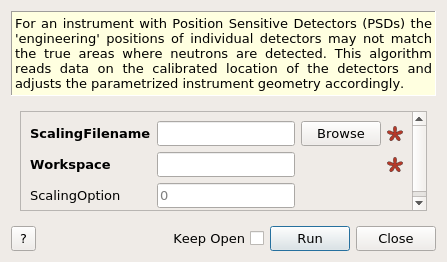 For an instrument with Position Sensitive Detectors (PSDs) the
'engineering' positions of individual detectors may not match
the true areas where neutrons are detected. This algorithm
reads data on the calibrated location of the detectors and
adjusts the parametrized instrument geometry accordingly.
ScalingFilename Browse *
Workspace *
ScalingOption 0
? Keep Open Run Close